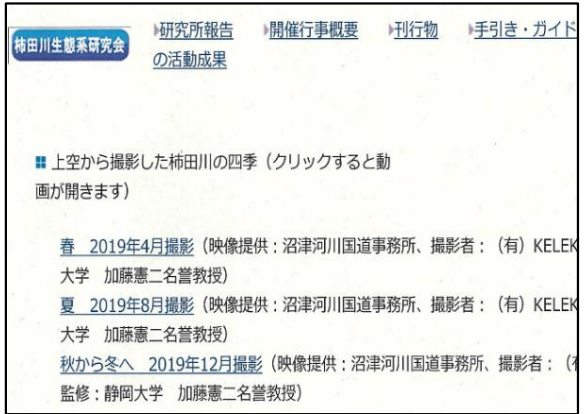 柿田川生態系研究会
研究所報告 開催行事概要 刊行物 手引き・ガイド
の活動成果
上空から撮影した柿田川の四季（クリックすると動
画が開きます）
春 2019年4月撮影（映像提供：沼津河川国道事務所、撮影者：（有）KELEK
大学 加藤憲二名誉教授）
夏 2019年8月撮影（映像提供：沼津河川国道事務所、撮影者：（有）KELEK
大学 加藤憲二名誉教授）
秋から冬へ 2019年12月撮影（映像提供：沼津河川国道事務所、撮影者：（
監修：静岡大学 加藤憲二名誉教授）